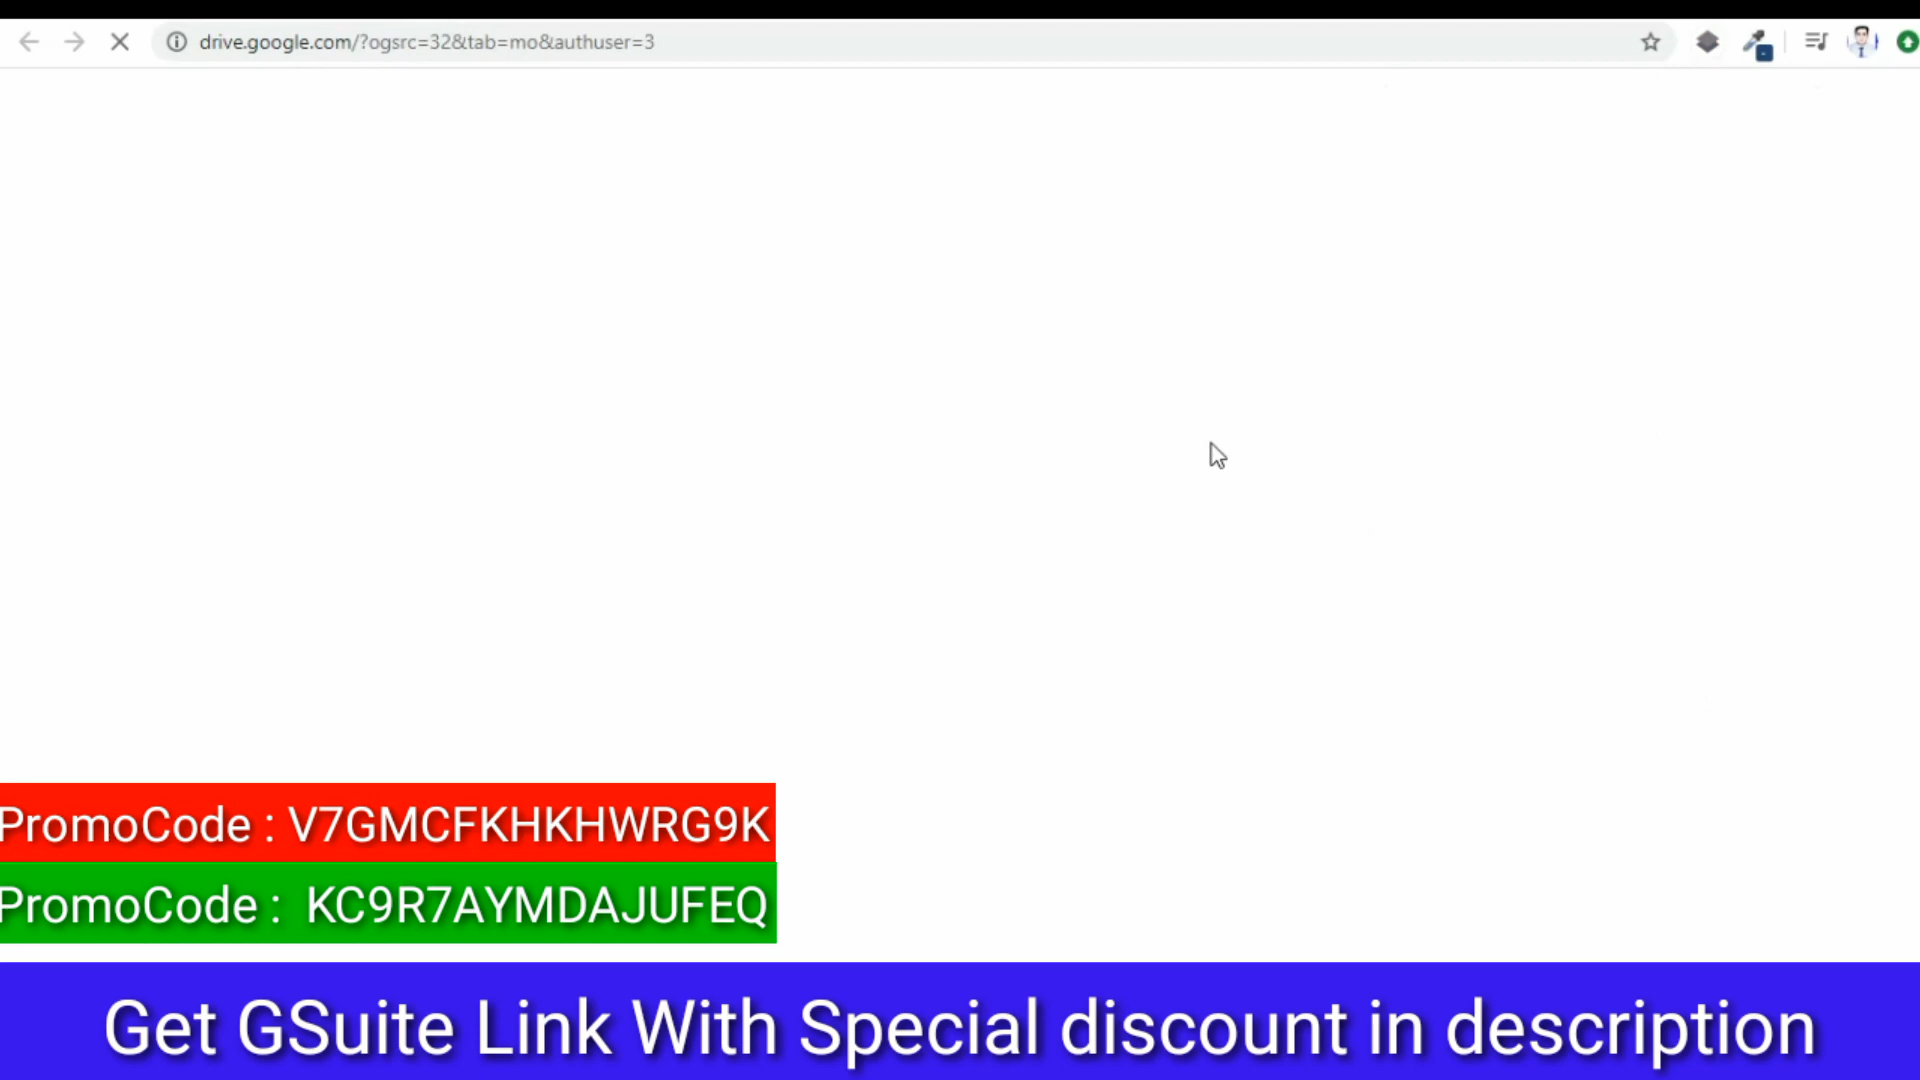 drive.google.com/?ogsrc=32&tab=mo&authuser=3
PromoCode : V7GMCFKHKHWRG9K
PromoCode : KC9R7AYMDAJUFEQ
Get GSuite Link With Special discount in description